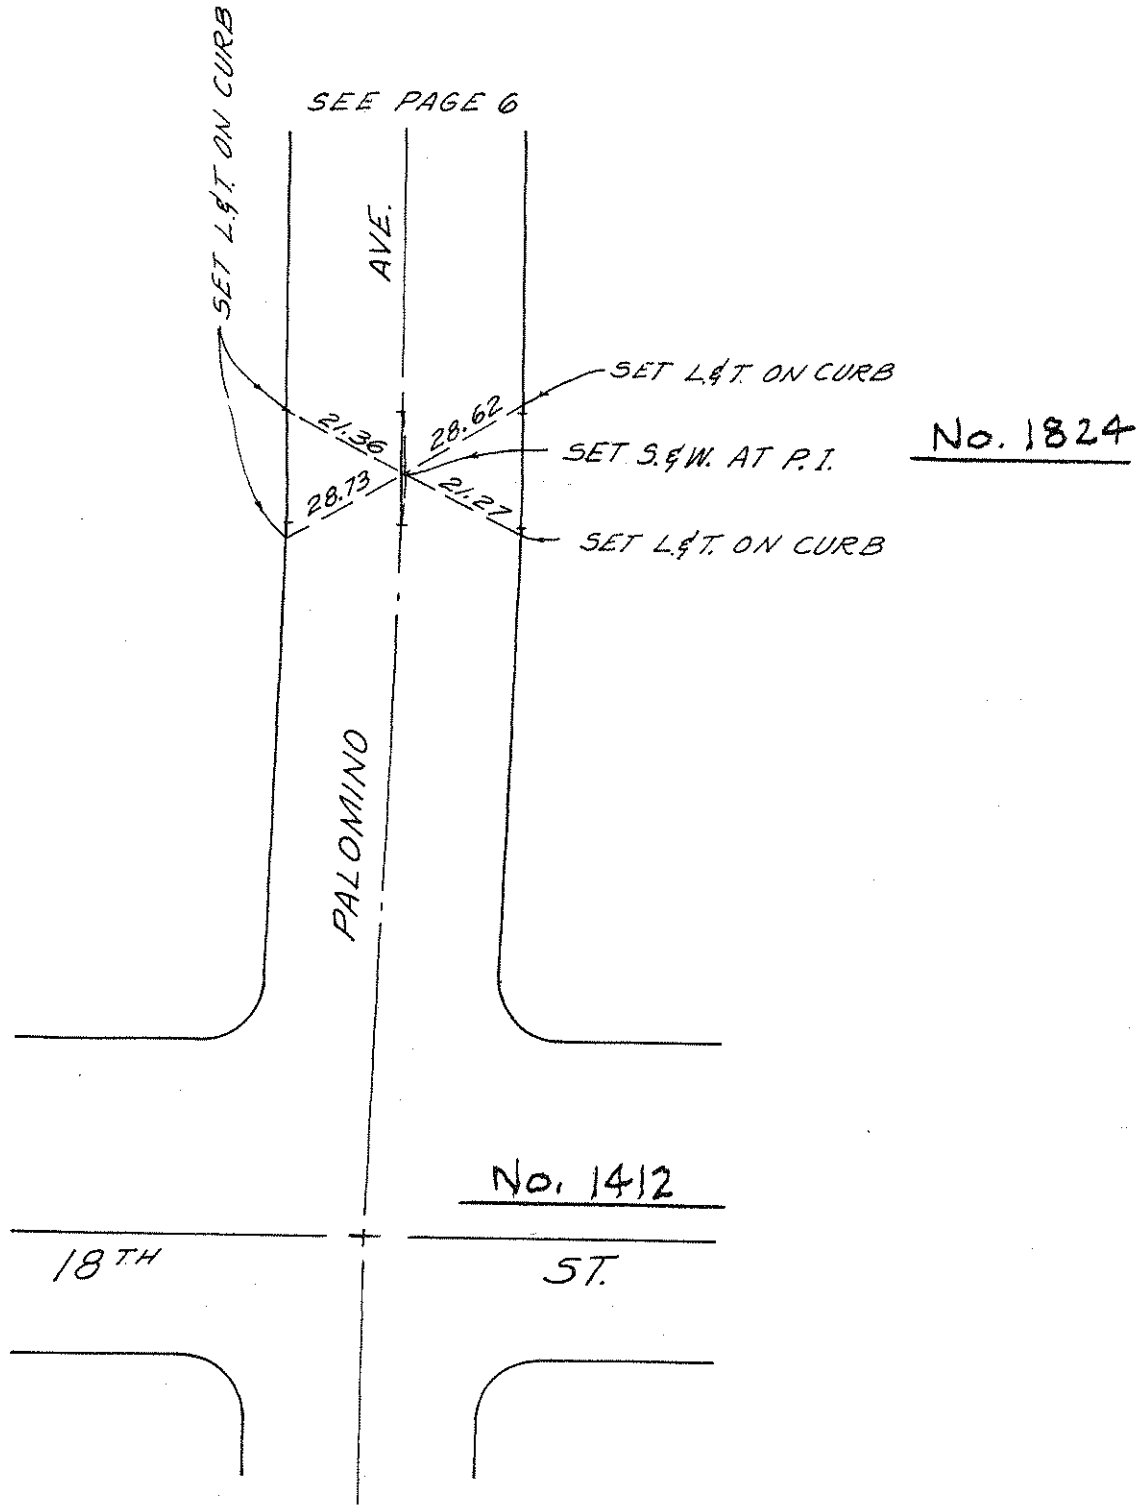 SEE PAGE 6
SET L.&T. ON CURB
AVE.
SET L.&T. ON CURB
21.36
28.62
No. 1824
SET S.&W. AT P.I.
28.73
21.27
SET L.&T. ON CURB
PALOMINO
No. 1412
18TH
ST.